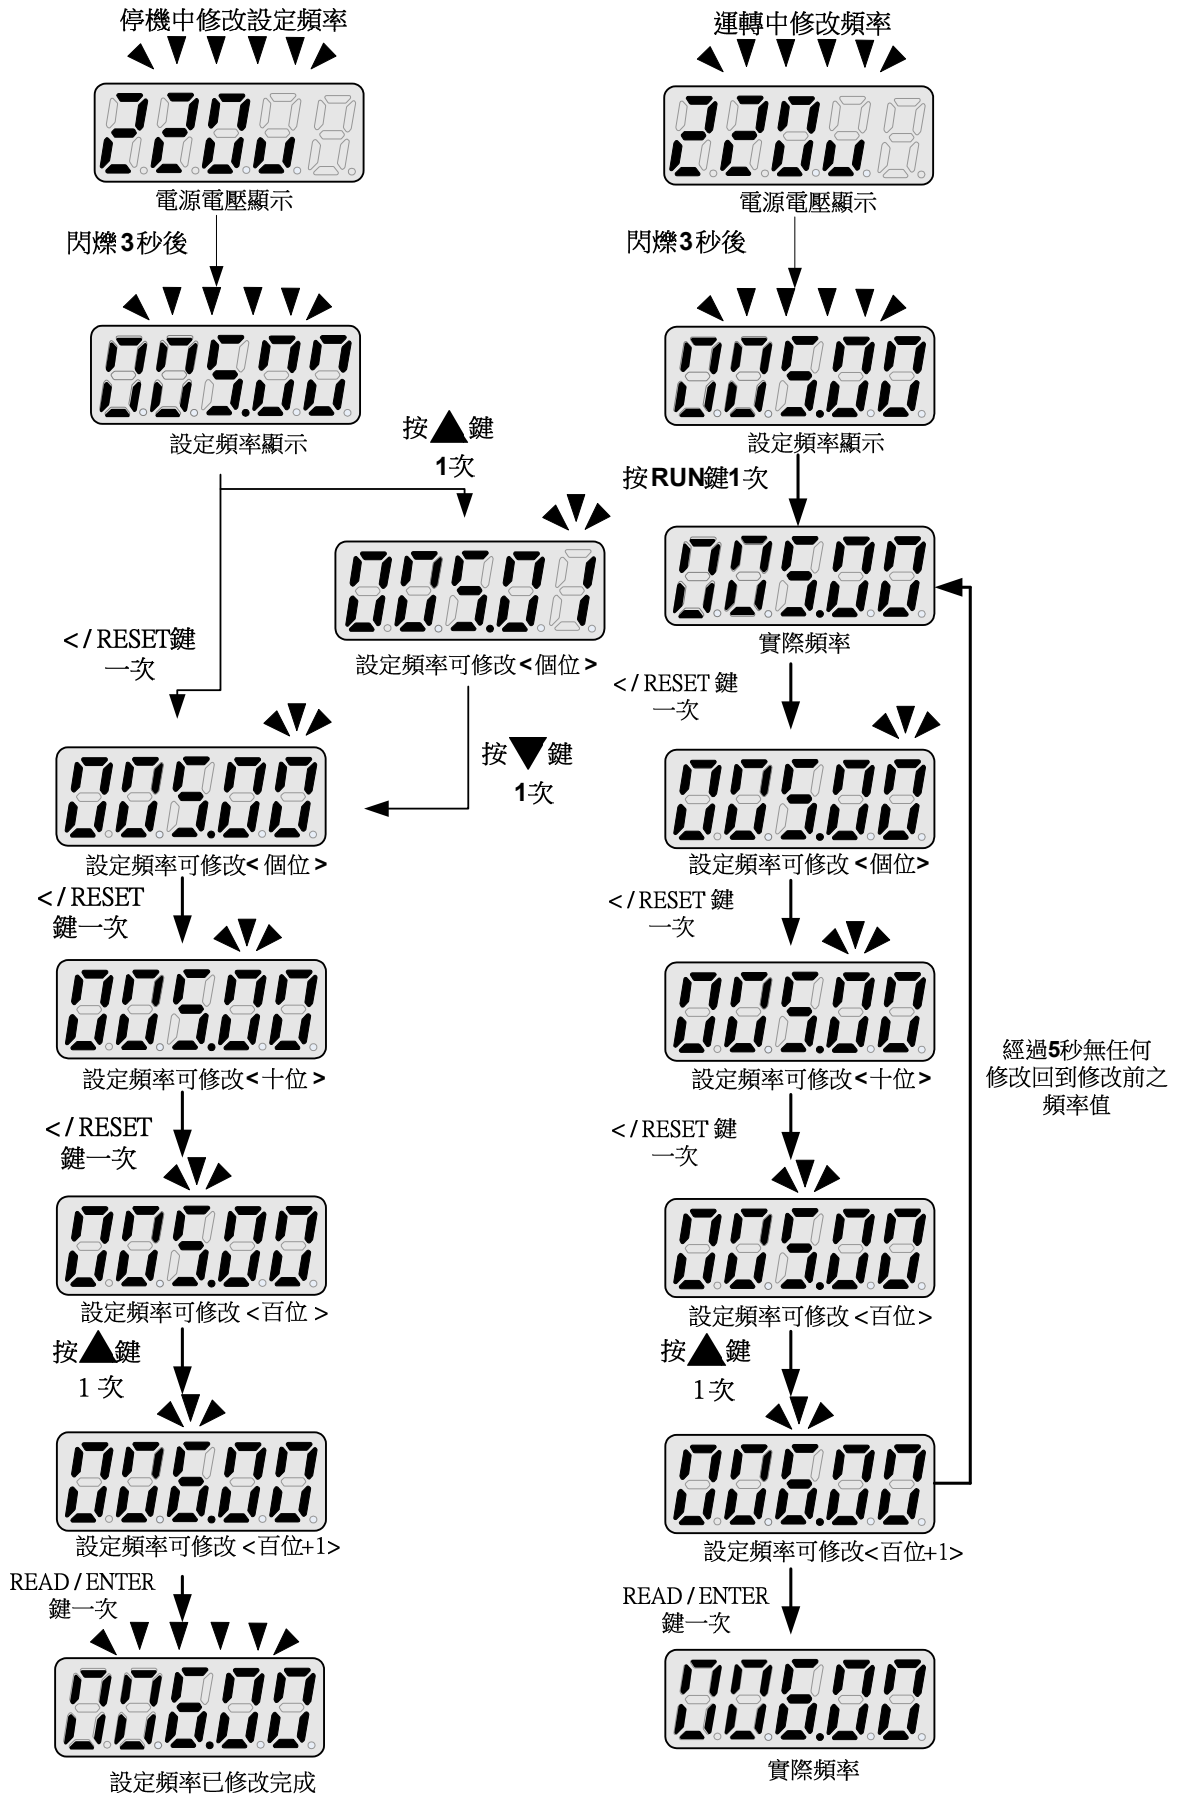 停機中修改設定頻率
220u
電源電壓顯示
閃爍3秒後
005.00
設定頻率顯示
按▲鍵
1次
005.01
設定頻率可修改<個位>
</RESET鍵
一次
按▼鍵
1次
005.00
設定頻率可修改<個位>
</RESET
鍵一次
005.00
設定頻率可修改<十位>
</RESET
鍵一次
005.00
設定頻率可修改<百位>
按▲鍵
1次
006.00
設定頻率可修改<百位+1>
READ/ENTER
鍵一次
006.00
設定頻率已修改完成
運轉中修改頻率
220u
電源電壓顯示
閃爍3秒後
005.00
設定頻率顯示
按RUN鍵1次
005.00
實際頻率
</RESET鍵
一次
005.00
設定頻率可修改<個位>
</RESET鍵
一次
005.00
設定頻率可修改<十位>
</RESET鍵
一次
005.00
設定頻率可修改<百位>
按▲鍵
1次
006.00
設定頻率可修改<百位+1>
READ/ENTER
鍵一次
006.00
實際頻率
經過5秒無任何
修改回到修改前之
頻率值